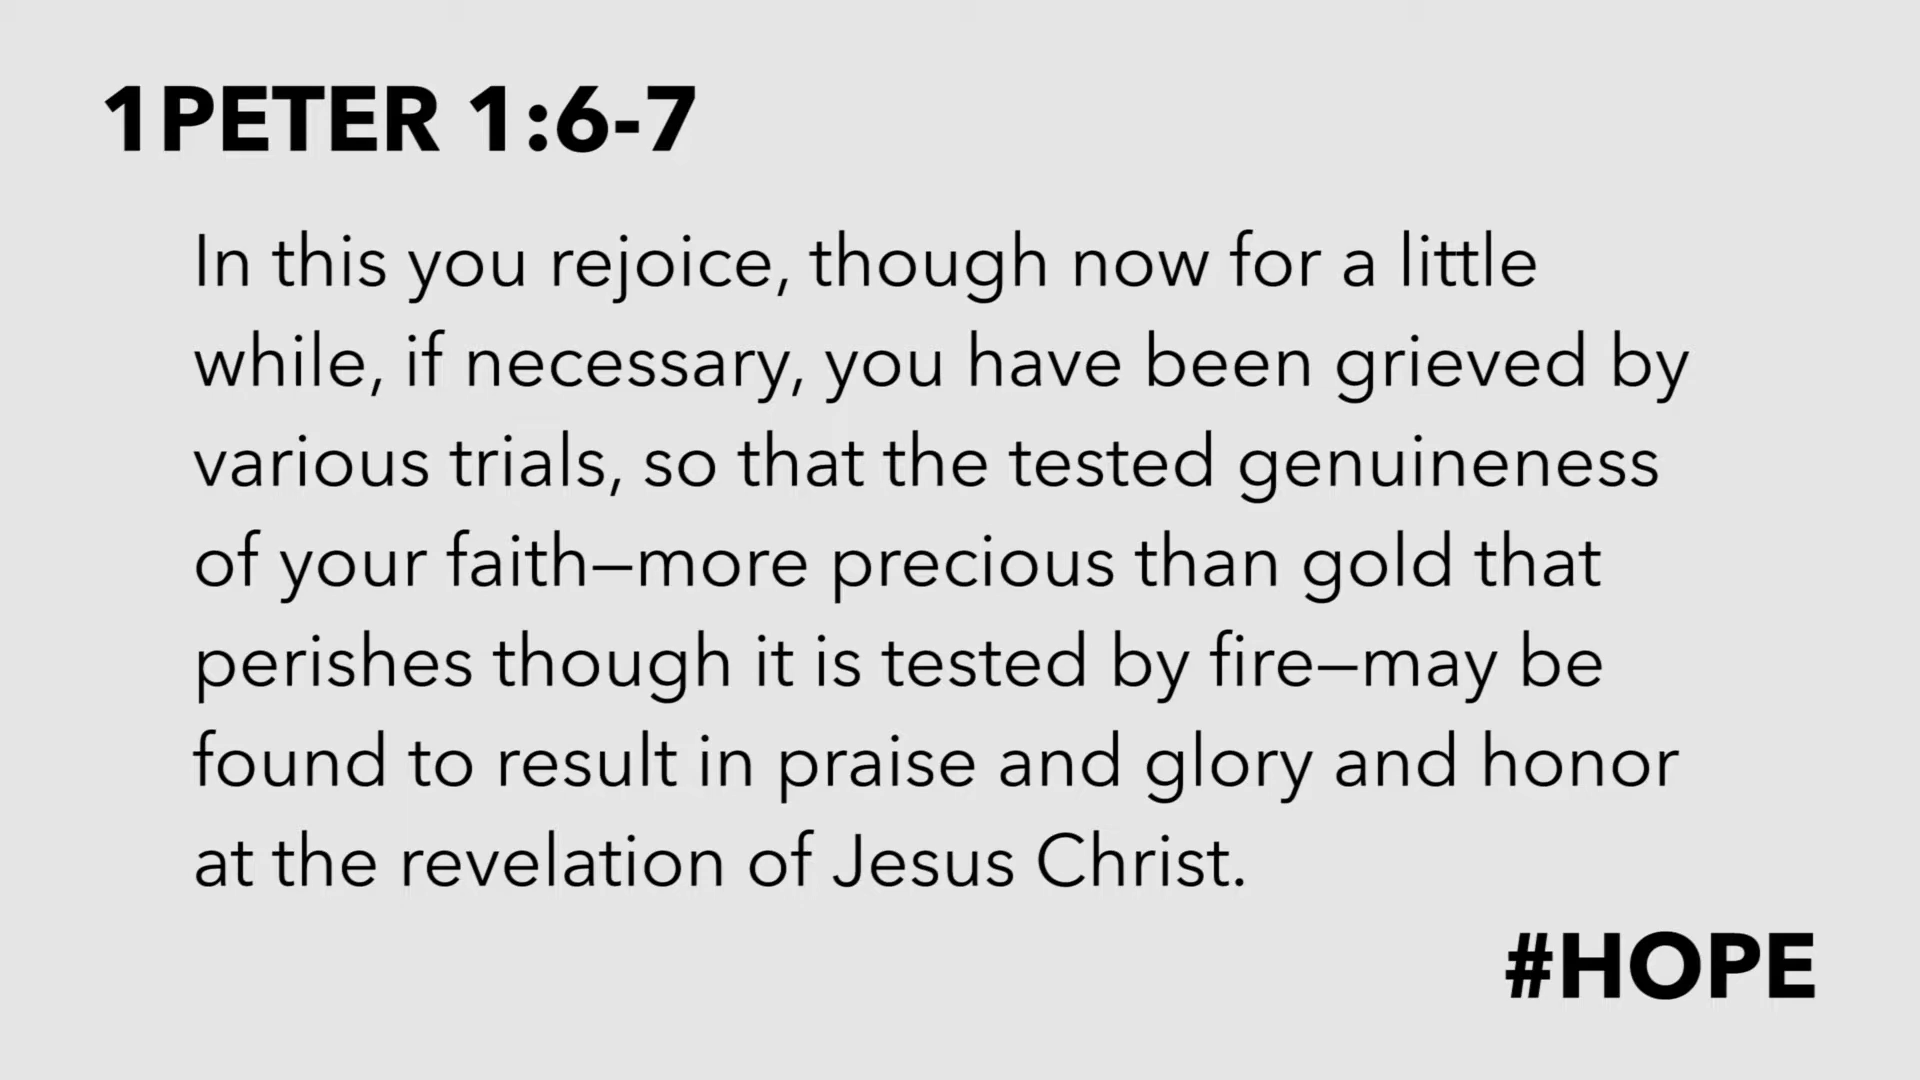 1PETER 1:6-7
In this you rejoice, though now for a little
while, if necessary, you have been grieved by
various trials, so that the tested genuineness
of your faith—more precious than gold that
perishes though it is tested by fire—may be
found to result in praise and glory and honor
at the revelation of Jesus Christ.
#HOPE